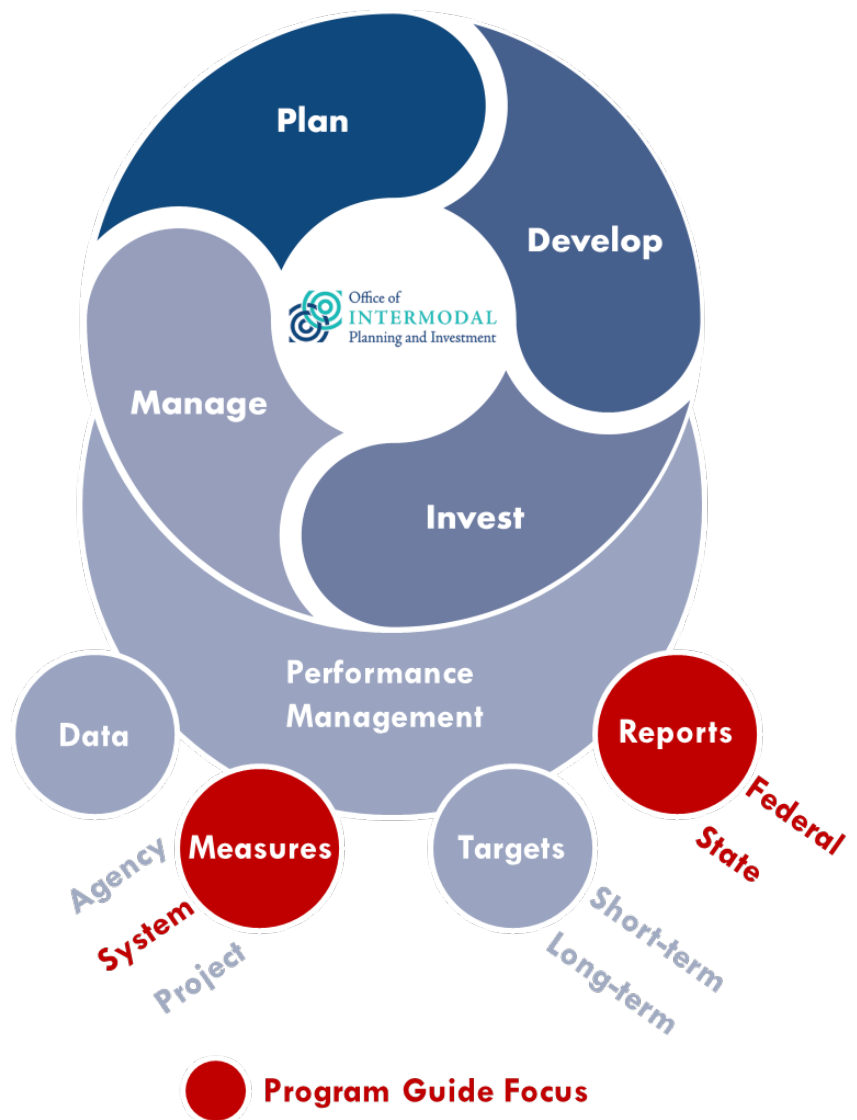 Plan
Develop
Office of
INTERMODAL
Planning and Investment
Manage
Invest
Performance
Management
Data
Reports
Measures
Targets
Federal
State
Agency
System
Project
Short-term
Long-term
Program Guide Focus